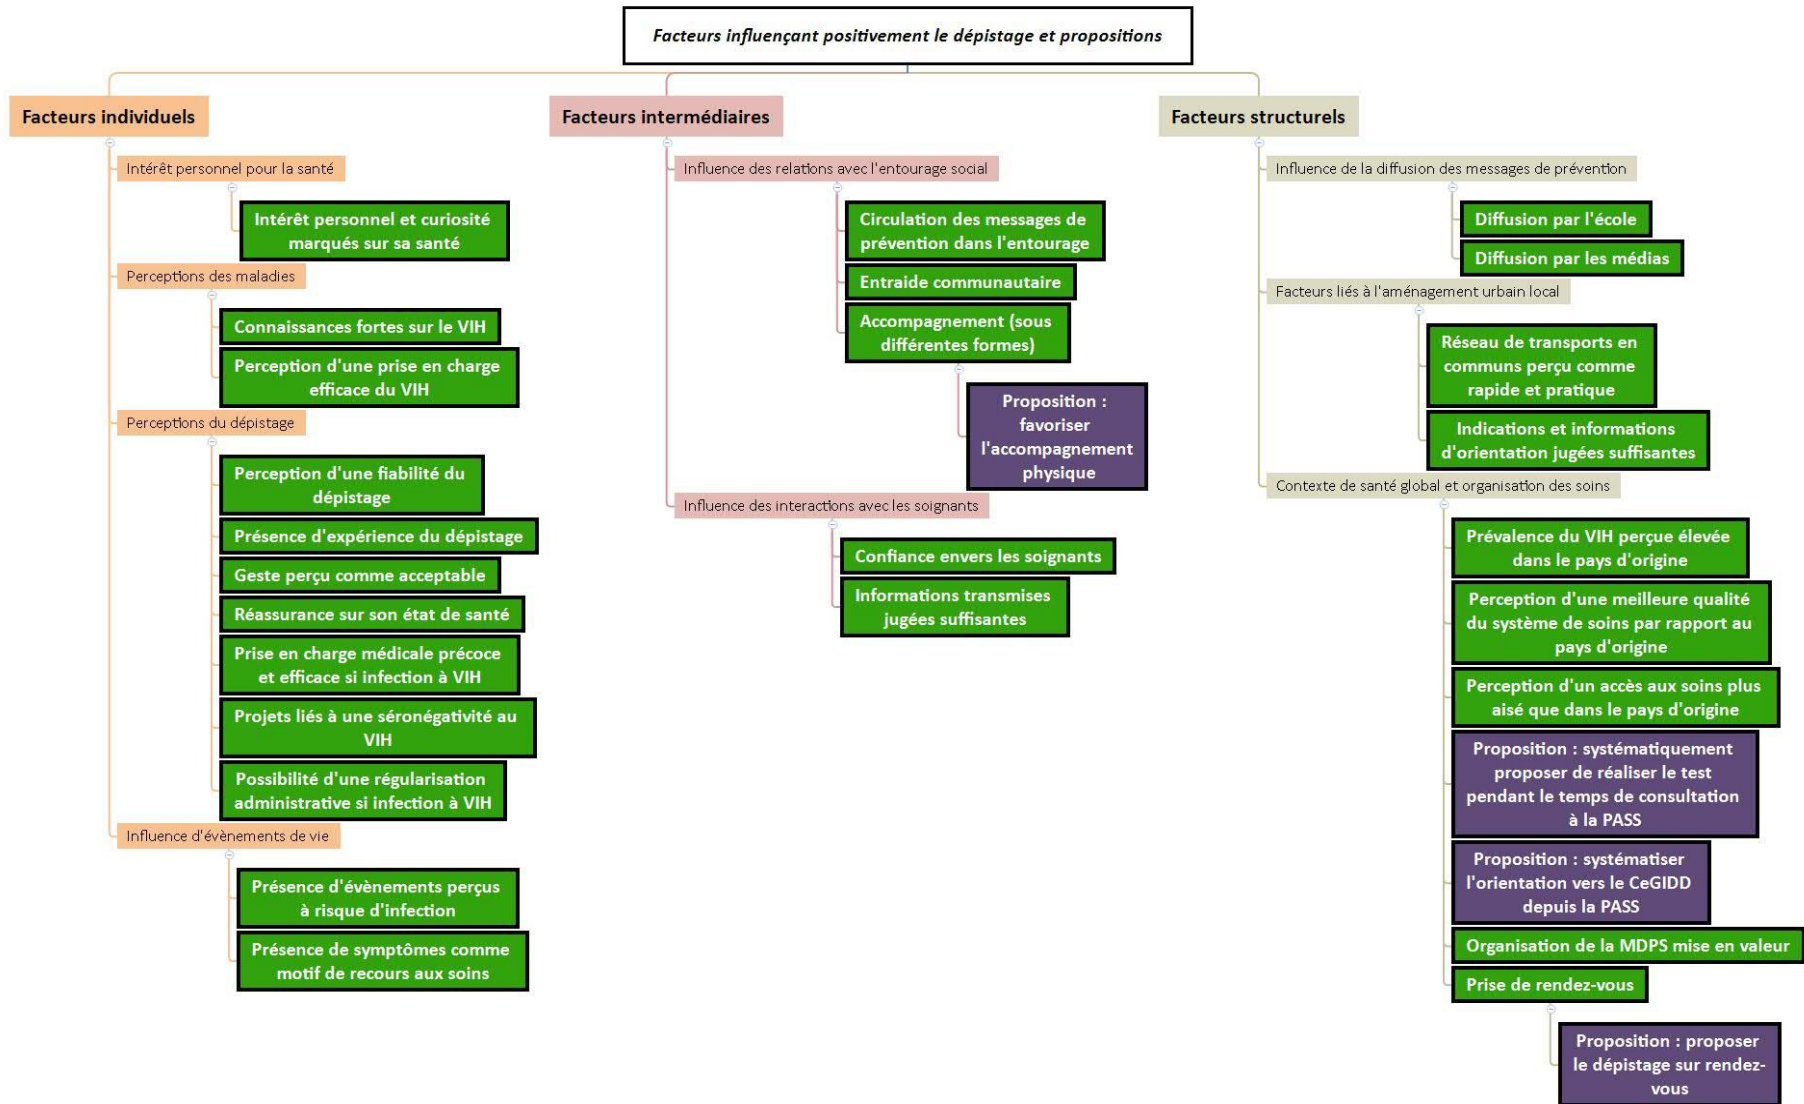 Facteurs influençant positivement le dépistage et propositions
Facteurs individuels
Intérêt personnel pour la santé
Intérêt personnel et curiosité
marqués sur sa santé
Perceptions des maladies
Connaissances fortes sur le VIH
Perception d'une prise en charge
efficace du VIH
Perceptions du dépistage
Perception d'une fiabilité du
dépistage
Présence d'expérience du dépistage
Geste perçu comme acceptable
Réassurance sur son état de santé
Prise en charge médicale précoce
et efficace si infection à VIH
Projets liés à une séronégativité au
VIH
Possibilité d'une régularisation
administrative si infection à VIH
Influence d'évènements de vie
Présence d'évènements perçus
à risque d'infection
Présence de symptômes comme
motif de recours aux soins
Facteurs intermédiaires
Influence des relations avec l'entourage social
Circulation des messages de
prévention dans l'entourage
Entraide communautaire
Accompagnement (sous
différentes formes)
Proposition :
favoriser
l'accompagnement
physique
Influence des interactions avec les soignants
Confiance envers les soignants
Informations transmises
jugées suffisantes
Facteurs structurels
Influence de la diffusion des messages de prévention
Diffusion par l'école
Diffusion par les médias
Facteurs liés à l'aménagement urbain local
Réseau de transports en
communs perçu comme
rapide et pratique
Indications et informations
d'orientation jugées suffisantes
Contexte de santé global et organisation des soins
Prévalence du VIH perçue élevée
dans le pays d'origine
Perception d'une meilleure qualité
du système de soins par rapport au
pays d'origine
Perception d'un accès aux soins plus
aisé que dans le pays d'origine
Proposition : systématiquement
proposer de réaliser le test
pendant le temps de consultation
à la PASS
Proposition : systématiser
l'orientation vers le CeGIDD
depuis la PASS
Organisation de la MDPS mise en valeur
Prise de rendez-vous
Proposition : proposer
le dépistage sur rendez-
vous